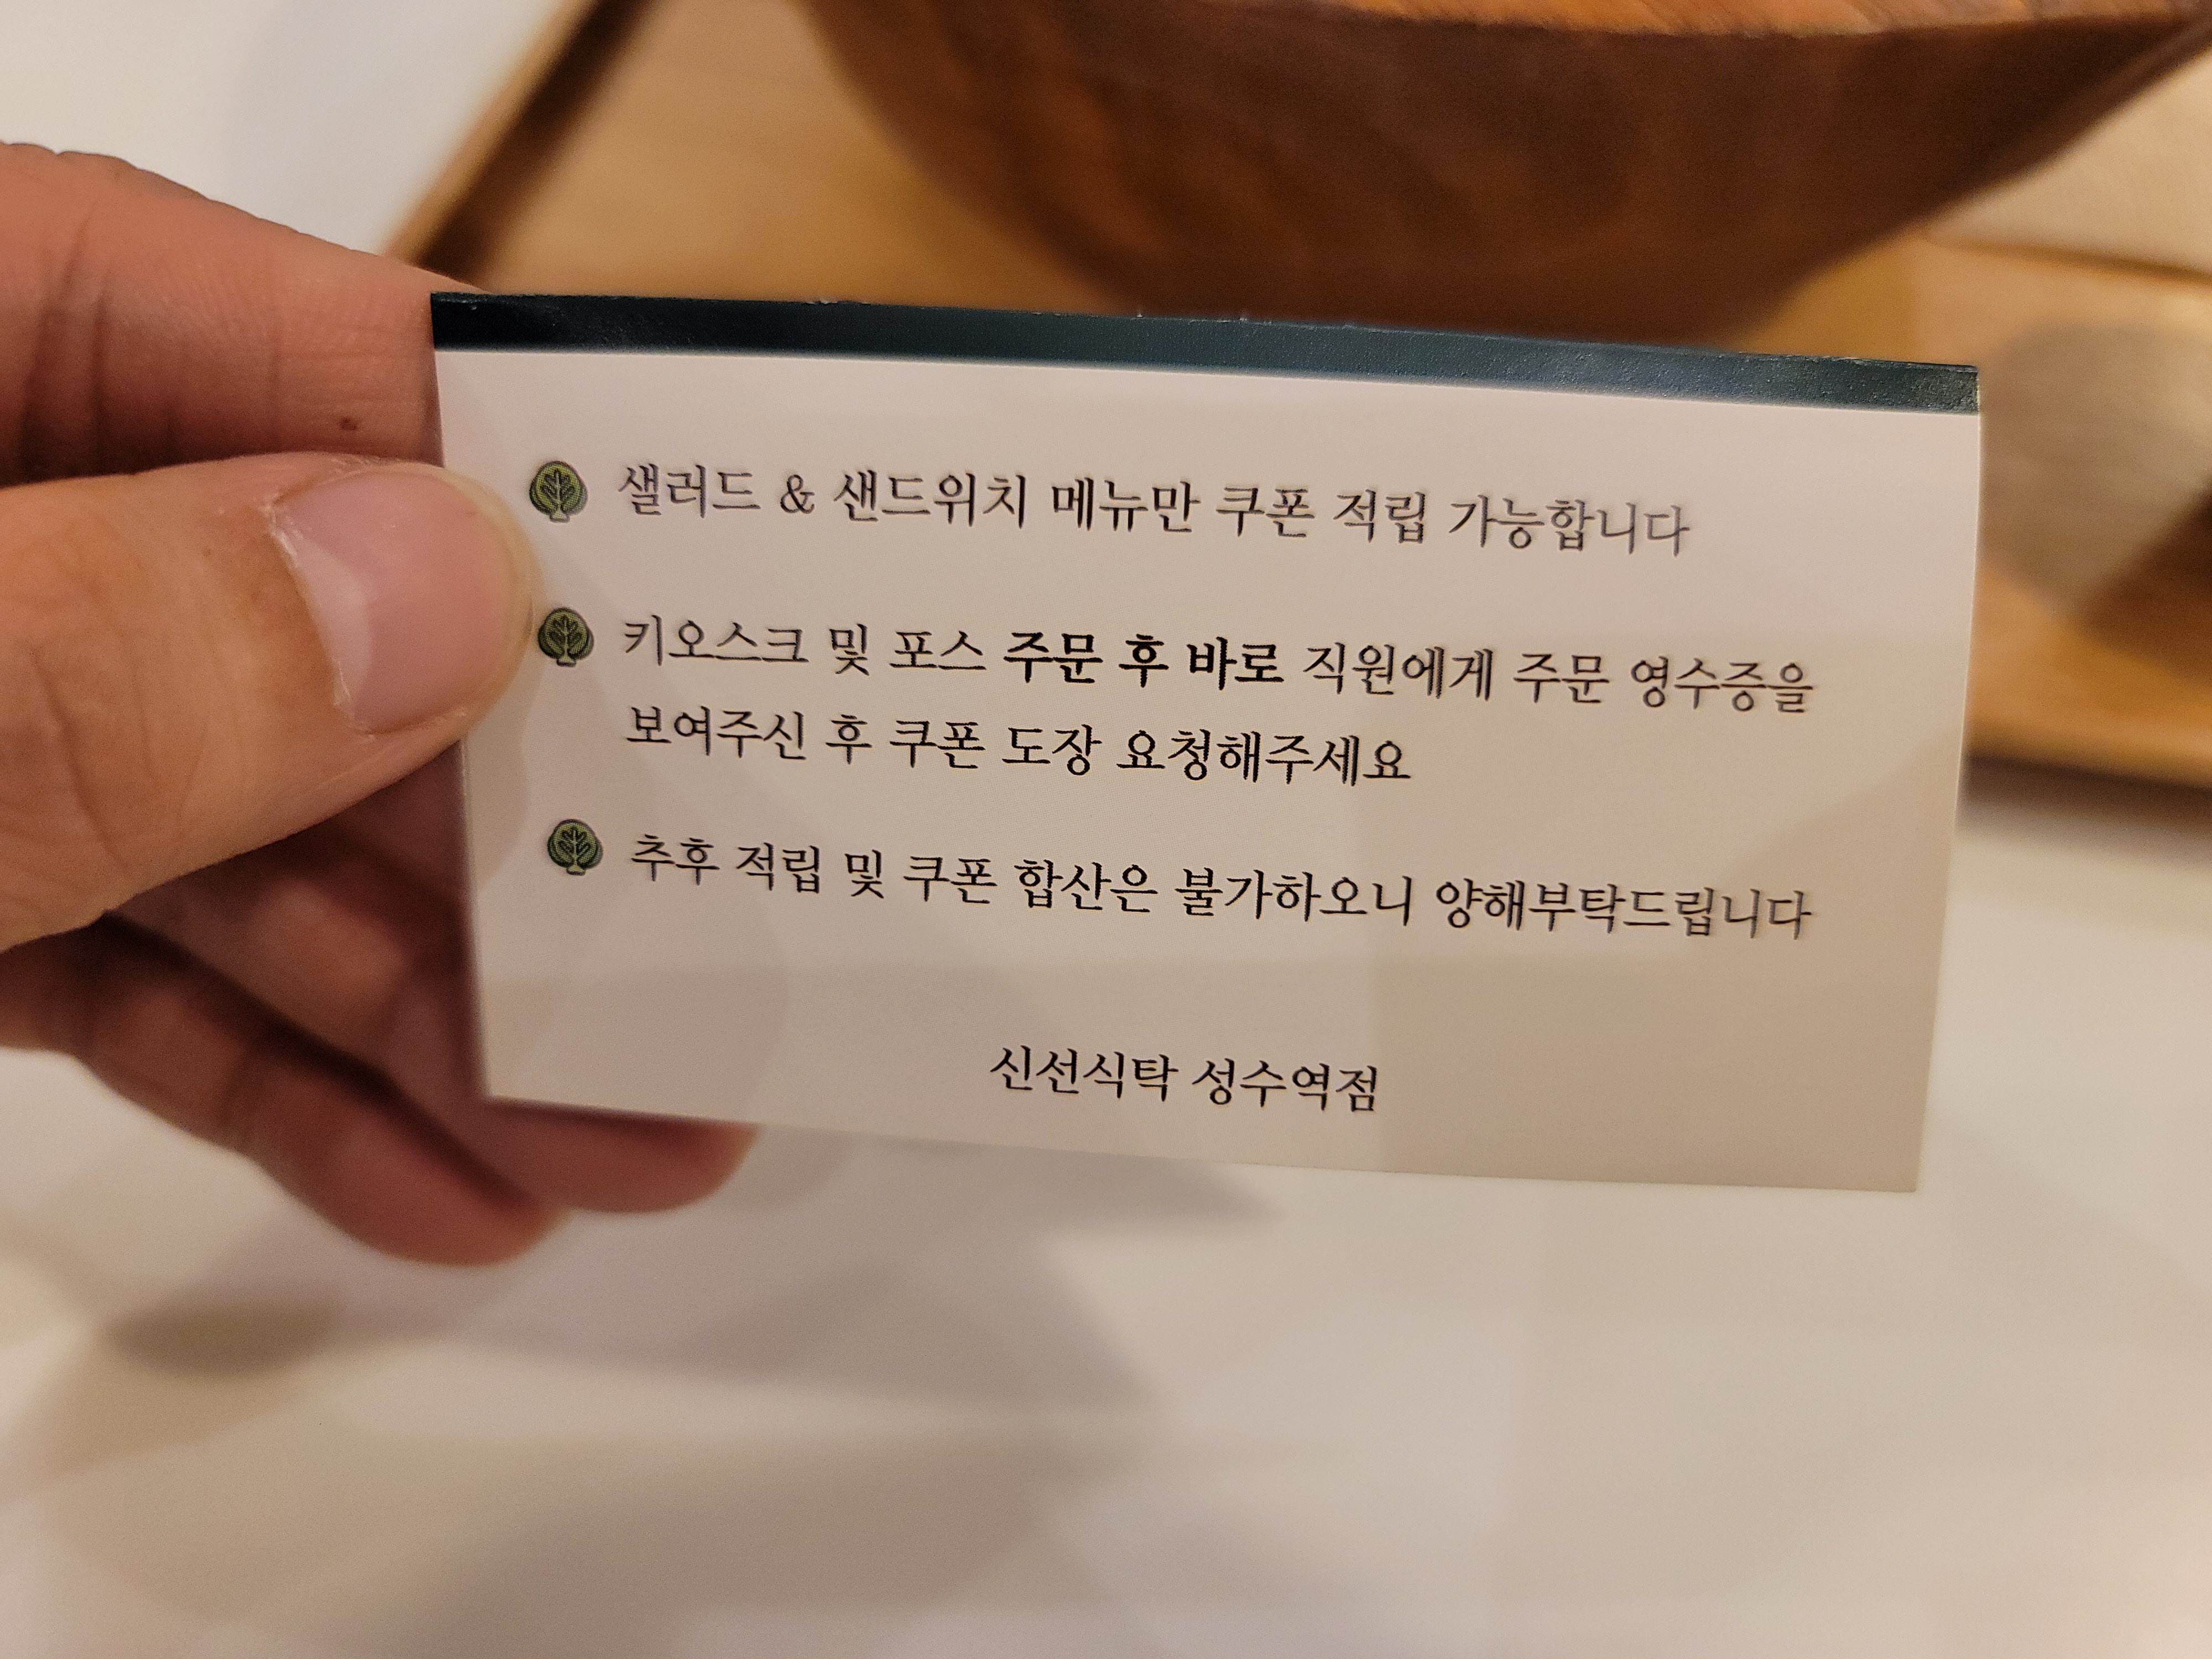 샐러드 & 샌드위치 메뉴만 쿠폰 적립 가능합니다
키오스크 및 포스 주문 후 바로 직원에게 주문 영수증을
보여주신 후 쿠폰 도장 요청해주세요
추후 적립 및 쿠폰 합산은 불가하오니 양해부탁드립니다
신선식탁 성수역점